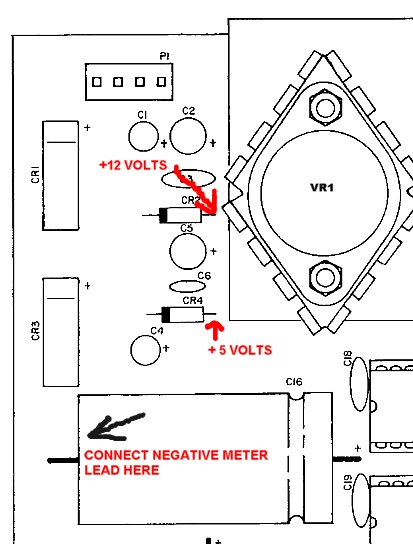 P1
C1
C2
+
+
+
CR1
+12 VOLTS
VR1
CR2
C5
+
C6
+
CR3
CR4
C4
+
+ 5 VOLTS
C18
C16
+
CONNECT NEGATIVE METER
LEAD HERE
C19
+